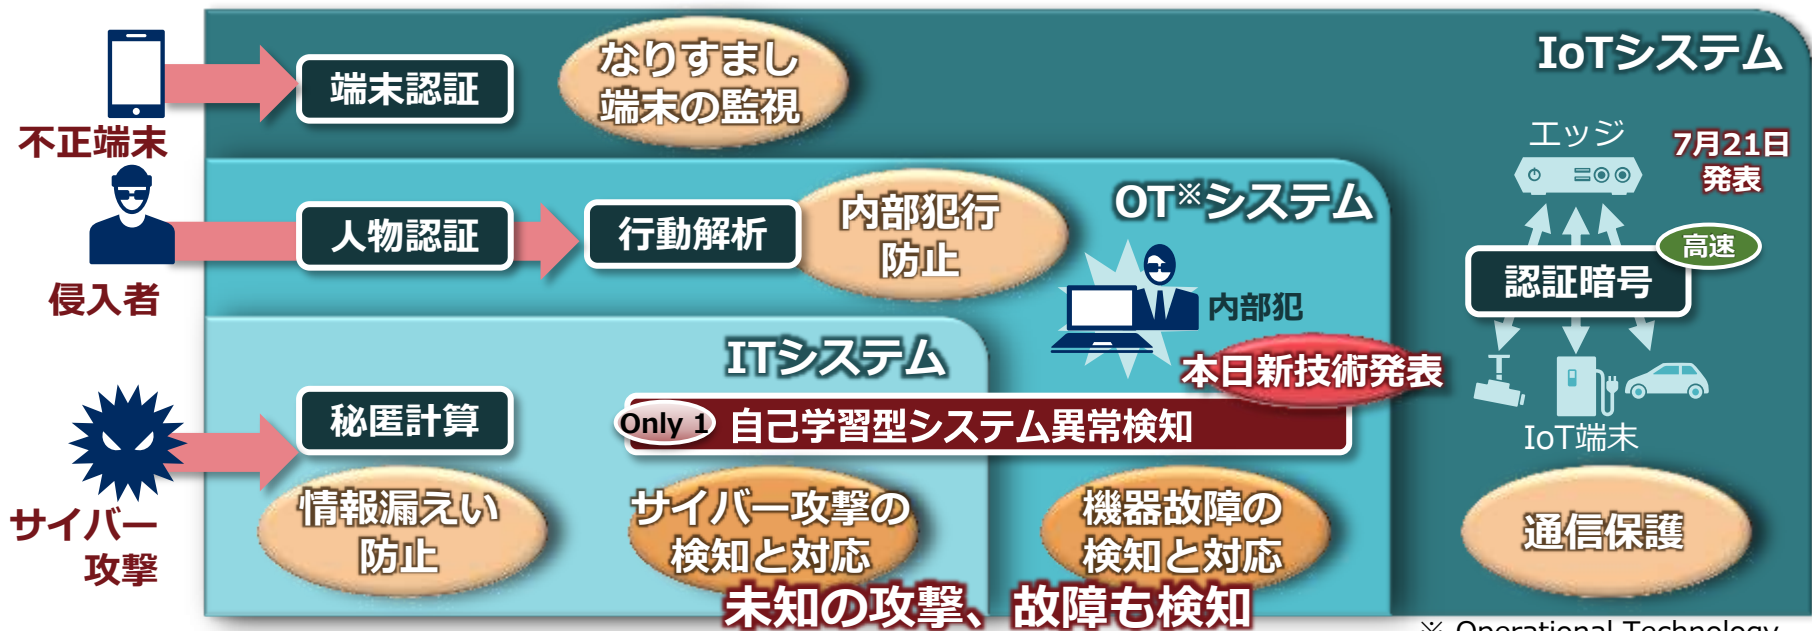 IoTシステム
なりすまし
端末の監視
端末認証
不正端末
エッジ
7月21日
発表
OT※システム
内部犯行
防止
人物認証
行動解析
高速
認証暗号
侵入者
内部犯
ITシステム
本日新技術発表
秘匿計算
Only 1
自己学習型システム異常検知
IoT端末
情報漏えい
防止
サイバー攻撃の
検知と対応
機器故障の
検知と対応
通信保護
サイバー
攻撃
未知の攻撃、故障も検知
※ Operational Technology